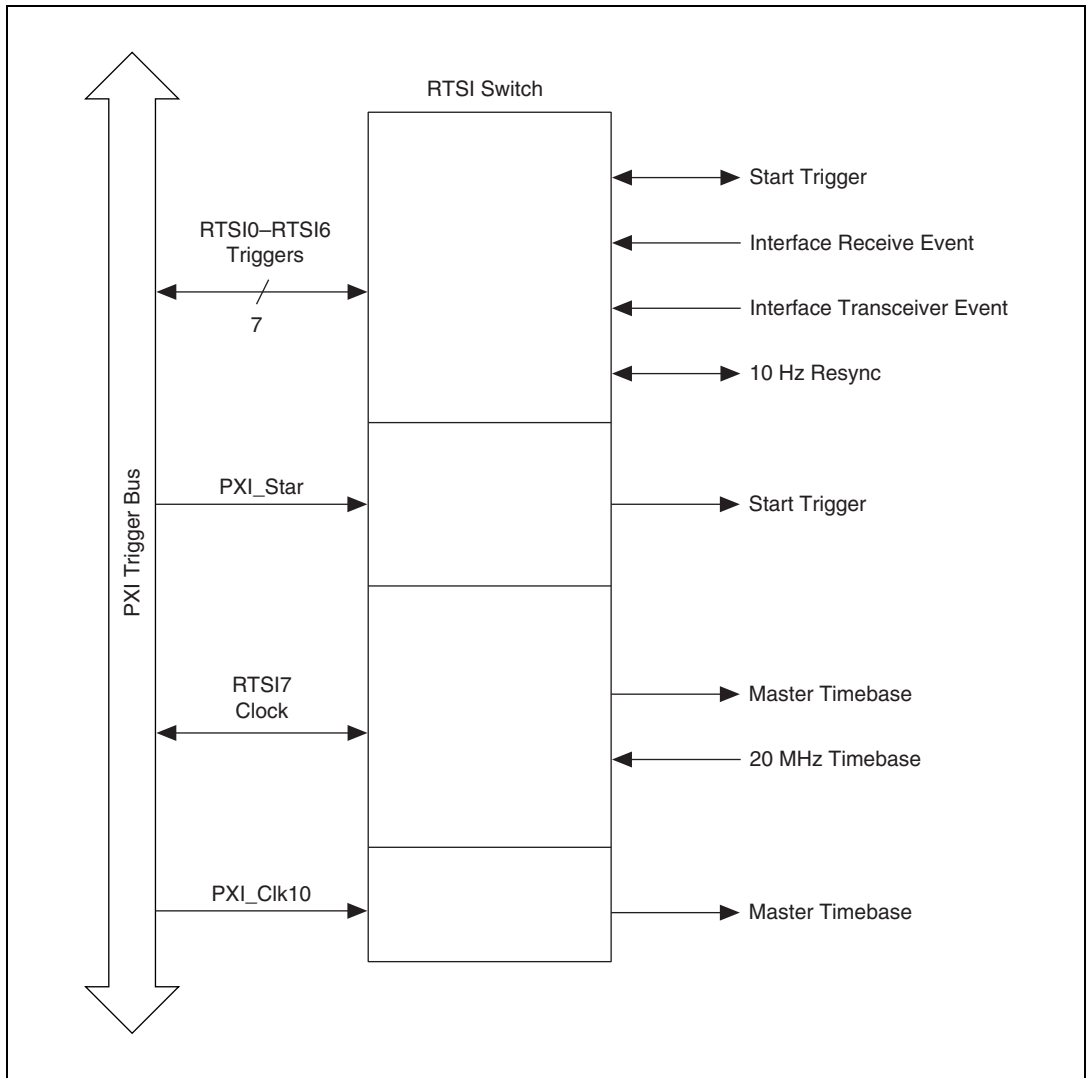 RTSI Switch
RTSI0–RTSI6
Triggers
7
Start Trigger
Interface Receive Event
Interface Transceiver Event
10 Hz Resync
PXI Trigger Bus
PXI_Star
Start Trigger
RTSI7
Clock
Master Timebase
20 MHz Timebase
PXI_Clk10
Master Timebase